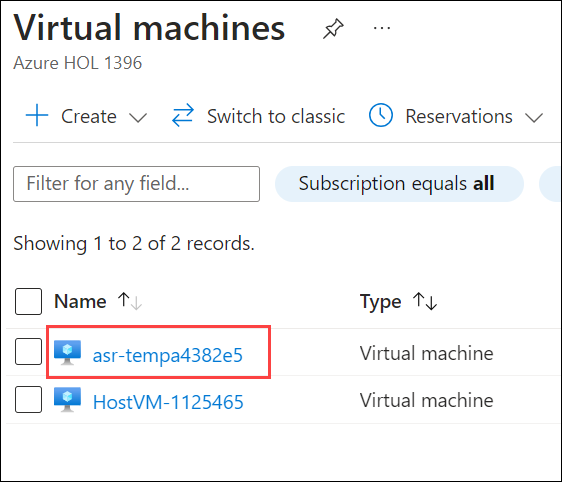 Virtual machines ...
Azure HOL 1396
Create Switch to classic Reservations
Filter for any field... Subscription equals all
Showing 1 to 2 of 2 records.
Name Type
asr-tempa4382e5 Virtual machine
HostVM-1125465 Virtual machine